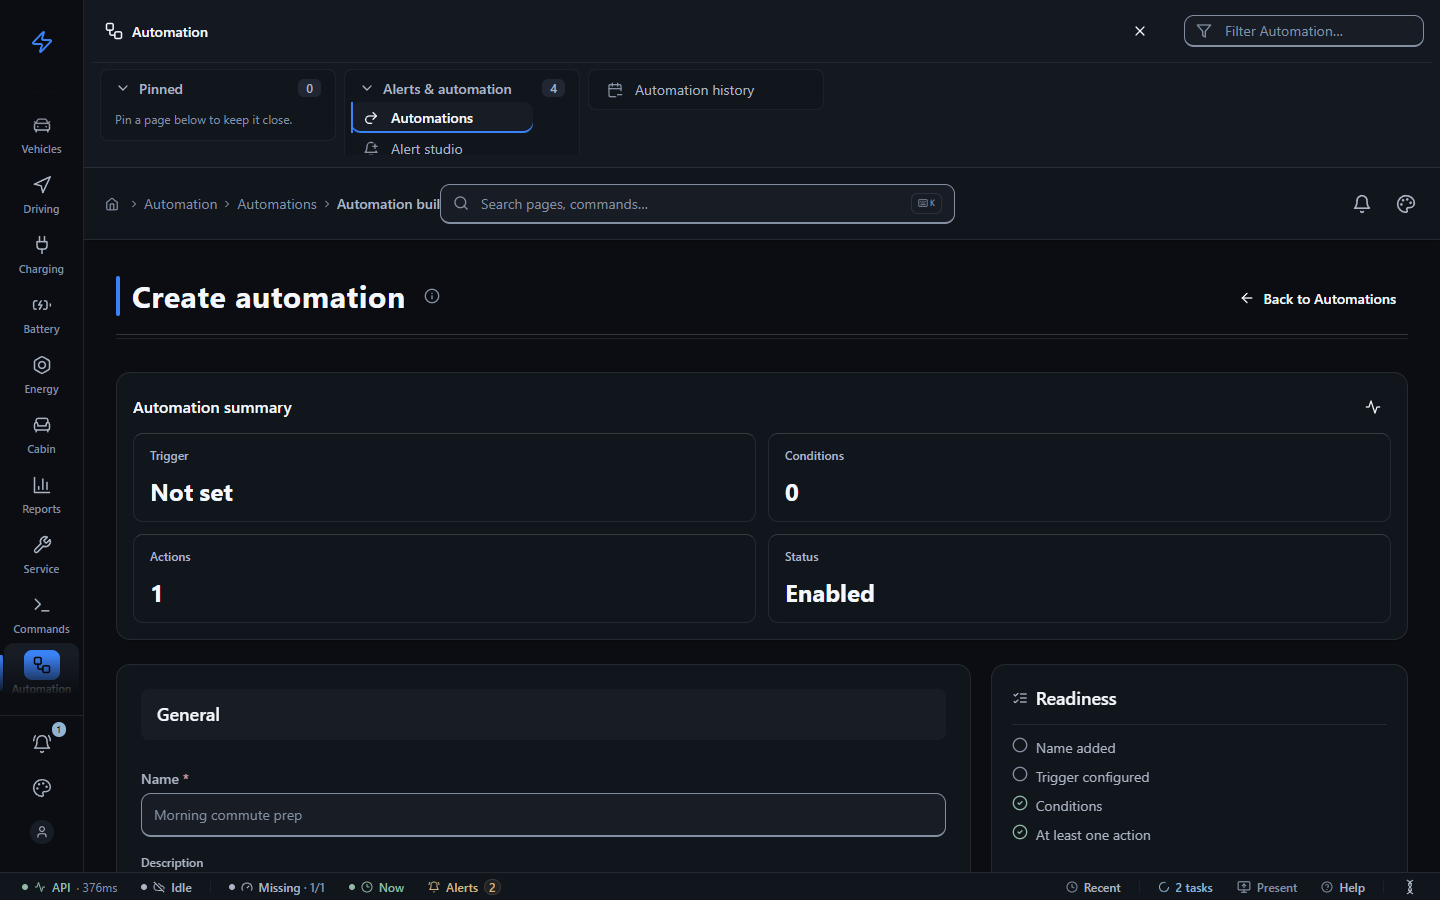 Automation
Filter Automation...
Pinned
0
Pin a page below to keep it close.
Alerts & automation
4
Automations
Alert studio
Automation history
Vehicles
Driving
Charging
Battery
Energy
Cabin
Reports
Service
Commands
Automation
1
Automation
Automations
Automation buil
Search pages, commands...
K
Create automation
Back to Automations
Automation summary
Trigger
Not set
Conditions
0
Actions
1
Status
Enabled
General
Name *
Morning commute prep
Description
Readiness
Name added
Trigger configured
Conditions
At least one action
API · 376ms
Idle
Missing · 1/1
Now
Alerts 2
Recent
2 tasks
Present
Help